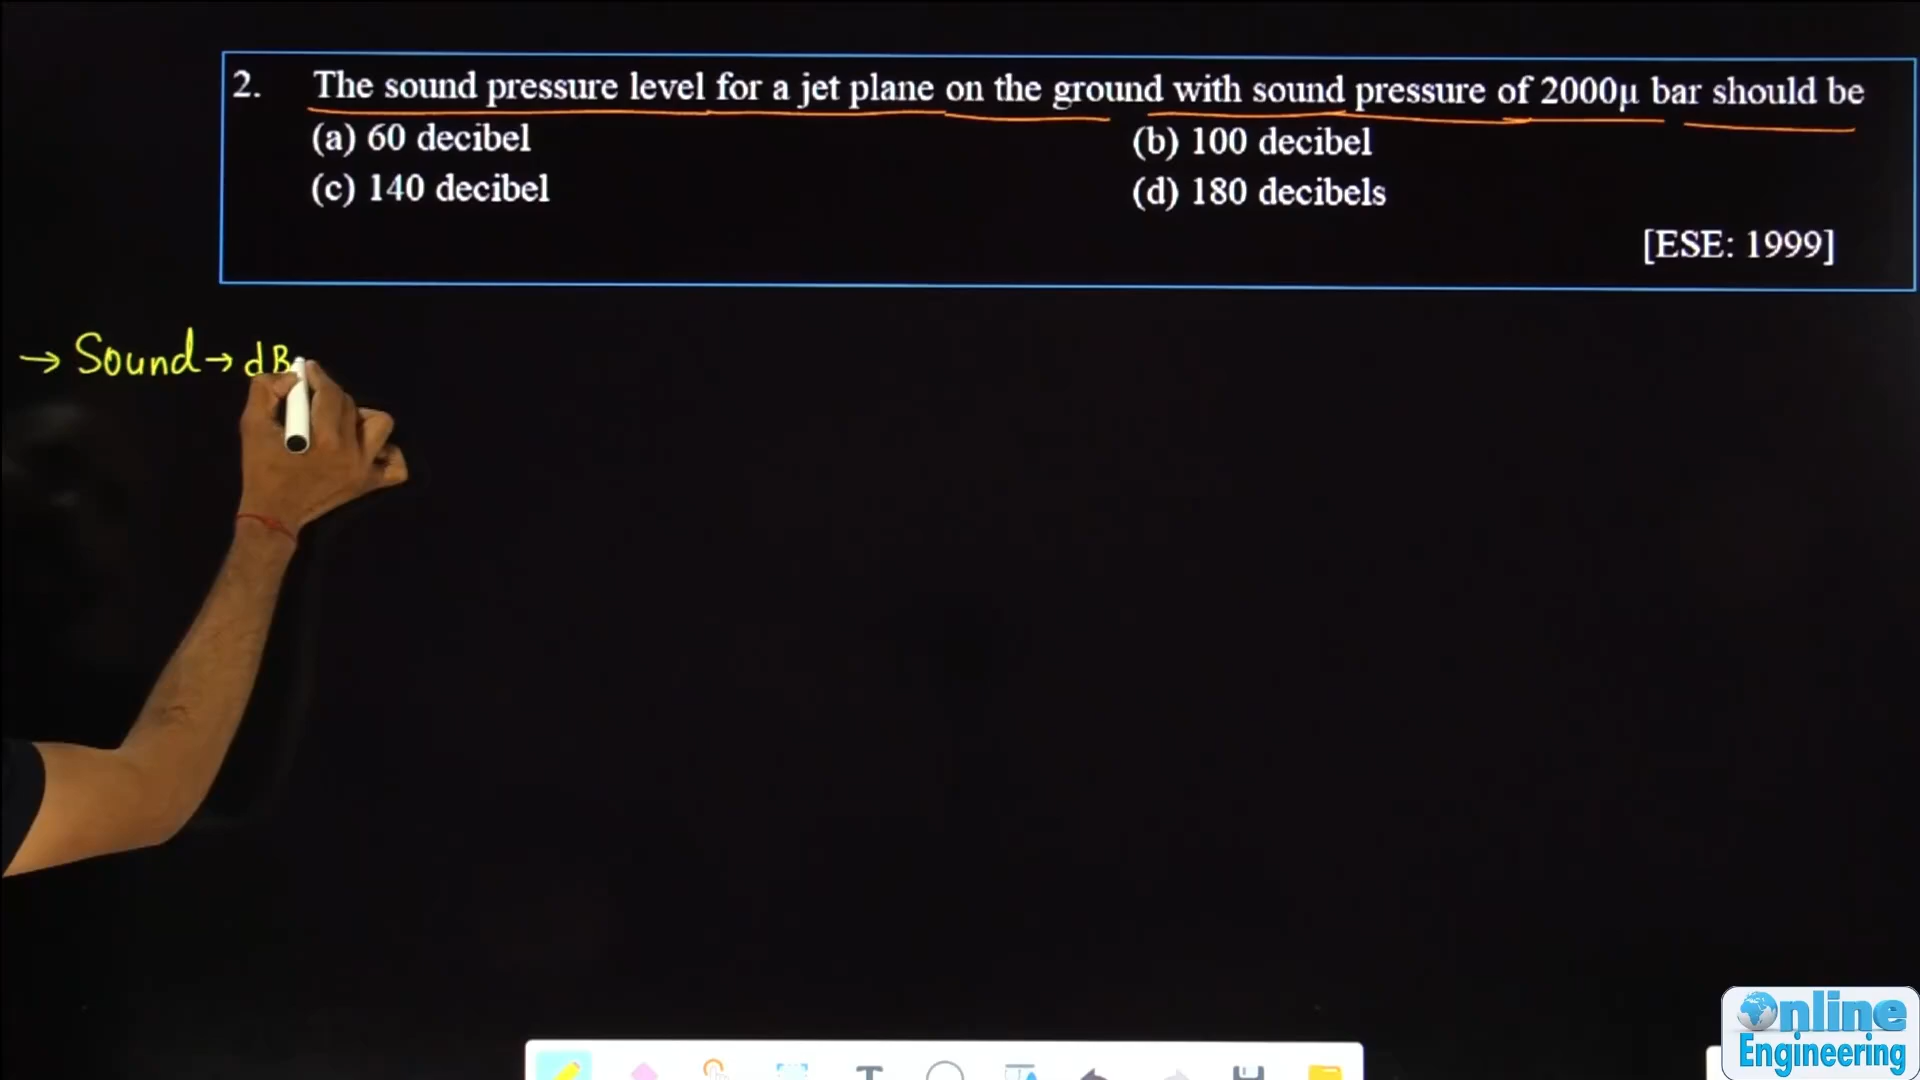 2. The sound pressure level for a jet plane on the ground with sound pressure of 2000μ bar should be
(a) 60 decibel (b) 100 decibel
(c) 140 decibel (d) 180 decibels
[ESE: 1999]
→ Sound → dB
T
Online
Engineering